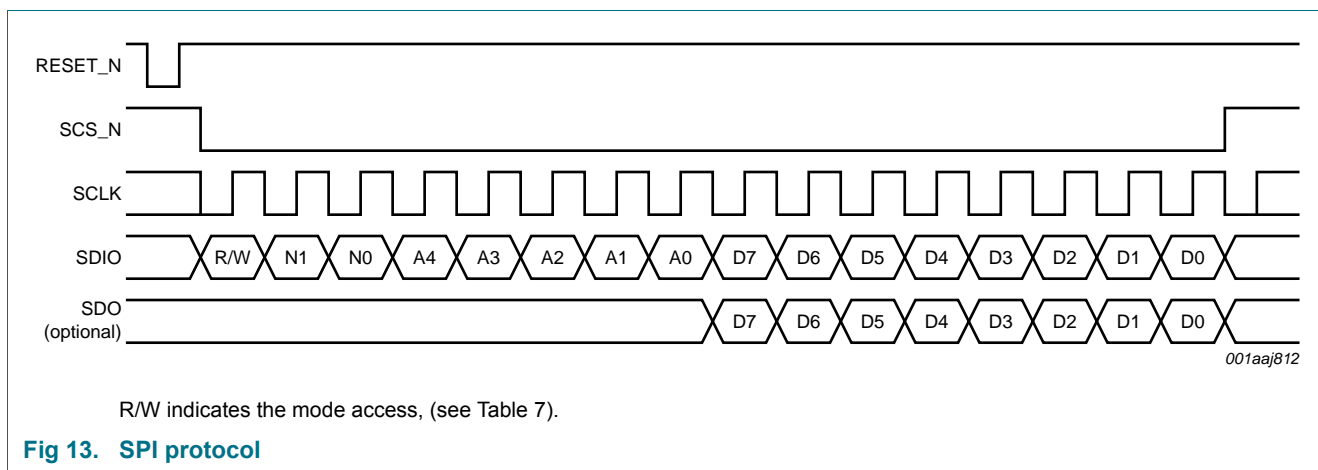 RESET_N
SCS_N
SCLK
SDIO R/W N1 N0 A4 A3 A2 A1 A0 D7 D6 D5 D4 D3 D2 D1 D0
SDO
(optional) D7 D6 D5 D4 D3 D2 D1 D0
001aaj812
R/W indicates the mode access, (see Table 7).
Fig 13. SPI protocol